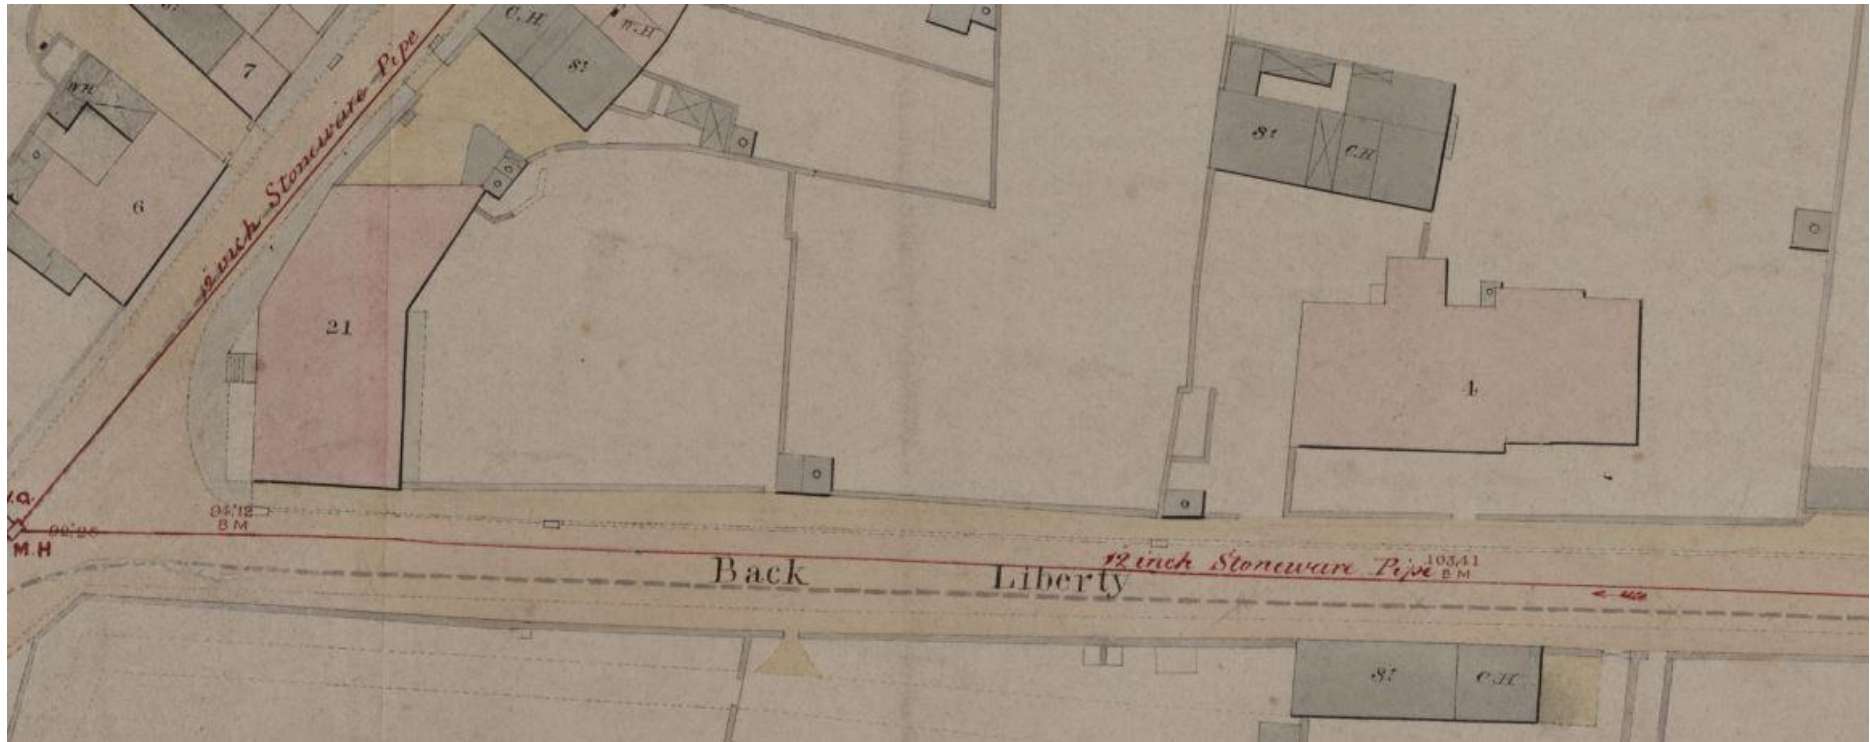 C.H.
W.H
St
7
W.H.
6
12 inch Stoneware Pipe
21
St
C.H
4
94.12
B M
M.H
Back Liberty
12 inch Stoneware Pipe
103.41
B M
St
C.H